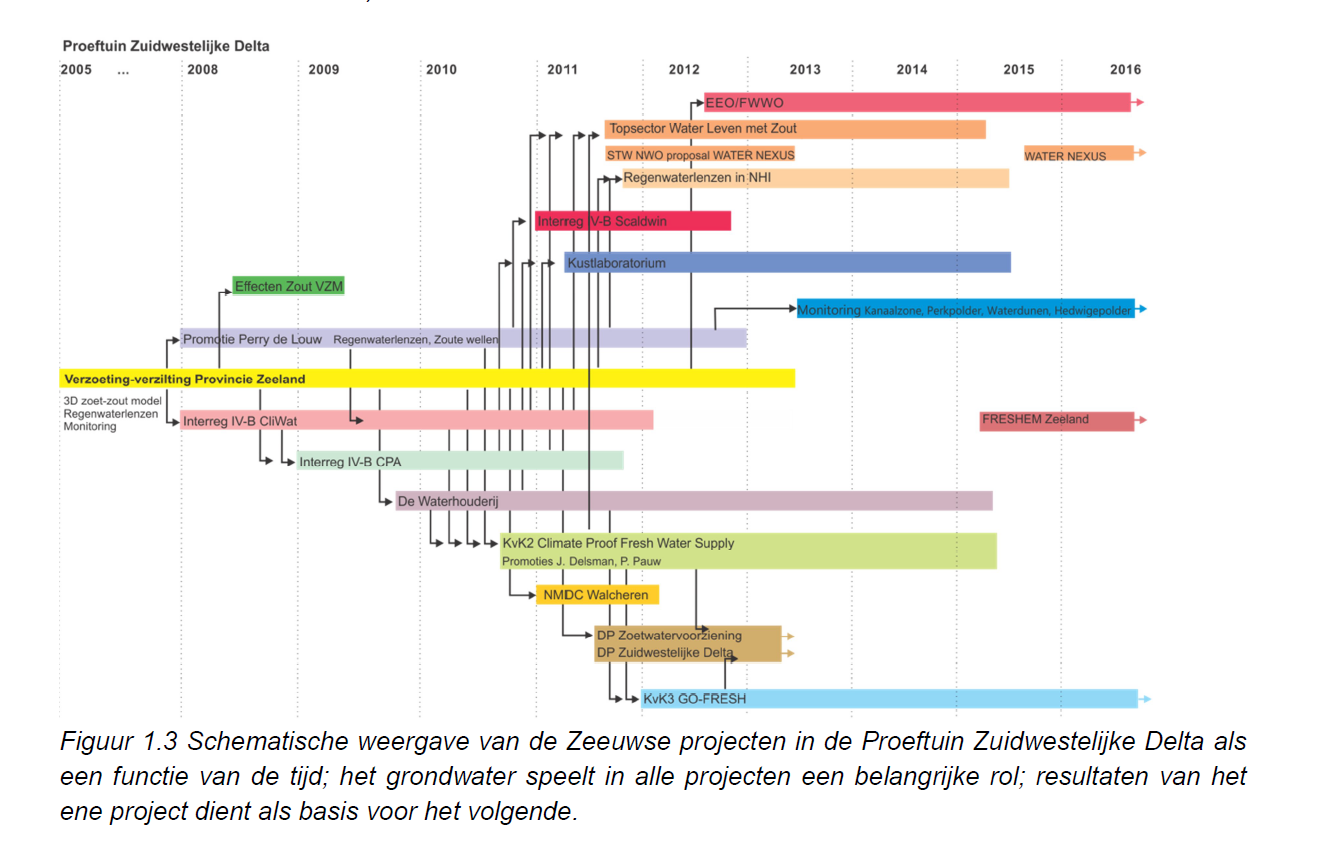 Proeftuin Zuidwestelijke Delta
2005 ... 2008 2009 2010 2011 2012 2013 2014 2015 2016
EEO/FWWO
Topsector Water Leven met Zout
STW NWO proposal WATER NEXUS WATER NEXUS
Regenwaterlenzen in NHI
Interreg IV-B Scaldwin
Kustlaboratorium
Effecten Zout VZM
Monitoring Kanaalzone, Perkpolder, Waterdunen, Hedwigepolder
Promotie Perry de Louw Regenwaterlenzen, Zoute wellen
Verzoeting-verzilting Provincie Zeeland
3D zoet-zout model
Regenwaterlenzen
Monitoring
Interreg IV-B CliWat
FRESHEM Zeeland
Interreg IV-B CPA
De Waterhouderij
KvK2 Climate Proof Fresh Water Supply
Promoties J. Delsman, P. Pauw
NMDC Walcheren
DP Zoetwatervoorziening
DP Zuidwestelijke Delta
KvK3 GO-FRESH
Figuur 1.3 Schematische weergave van de Zeeuwse projecten in de Proeftuin Zuidwestelijke Delta als
een functie van de tijd; het grondwater speelt in alle projecten een belangrijke rol; resultaten van het
ene project dient als basis voor het volgende.